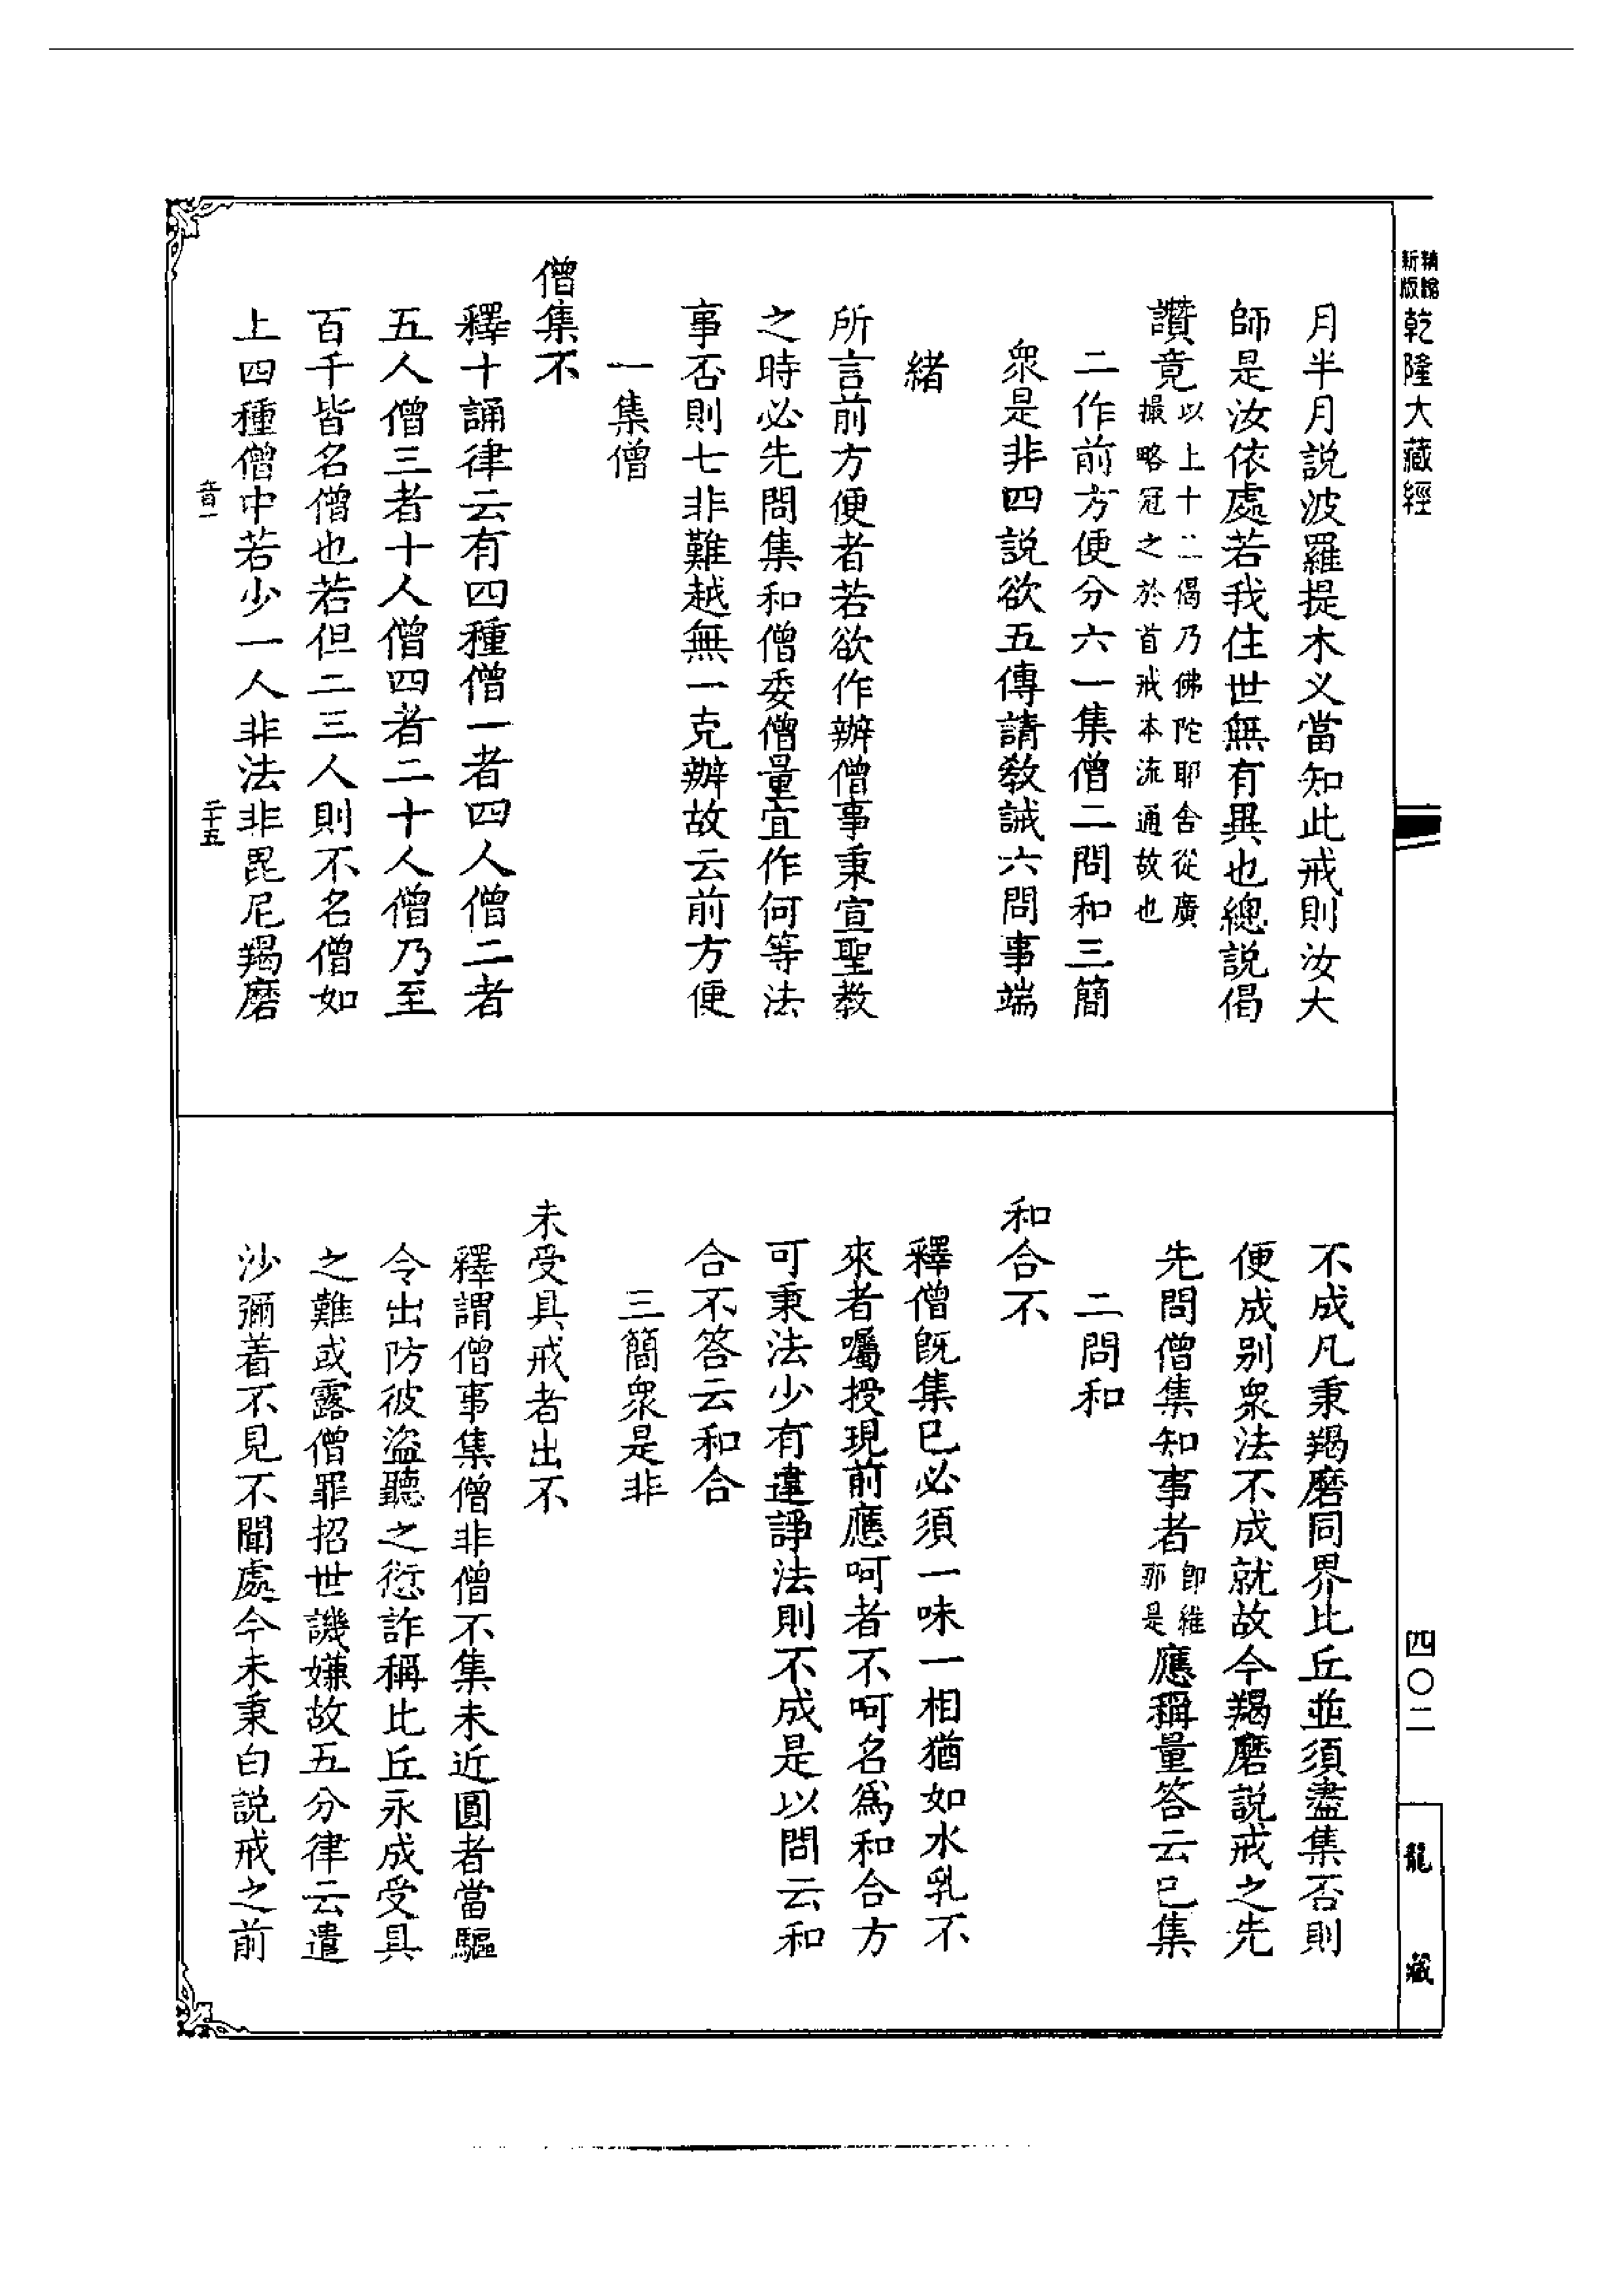 精縮新版乾隆大藏經
月半月説波羅提木义當知此戒則汝大
師是汝依處若我住世無有異也總説偈
讚竟以上十二偈乃佛陀耶舍從廣撮略冠之於首戒本流通故也
二作前方便分六一集僧二問和三簡
衆是非四説欲五傳請教誡六問事端
緒
所言前方便者若欲作辦僧事秉宣聖教
之時必先問集和僧委僧量宜作何等法
事否則七非難越無一克辦故云前方便
一集僧
僧集不
釋十誦律云有四種僧一者四人僧二者
五人僧三者十人僧四者二十人僧乃至
百千皆名僧也若但二三人則不名僧如
上四種僧中若少一人非法非毘尼羯磨
二十五
不成凡秉羯磨同界比丘並須盡集否則
便成别衆法不成就故今羯磨説戒之先
先問僧集知事者即維那是應稱量答云已集
二問和
和合不
釋僧旣集已必須一味一相猶如水乳不
來者囑授現前應呵者不呵名爲和合方
可秉法少有違諍法則不成是以問云和
合不答云和合
三簡衆是非
未受具戒者出不
釋謂僧事集僧非僧不集未近圓者當驅
令出防彼盜聽之愆詐稱比丘永成受具
之難或露僧罪招世譏嫌故五分律云遣
沙彌着不見不聞處今未秉白説戒之前
四〇二
龍藏